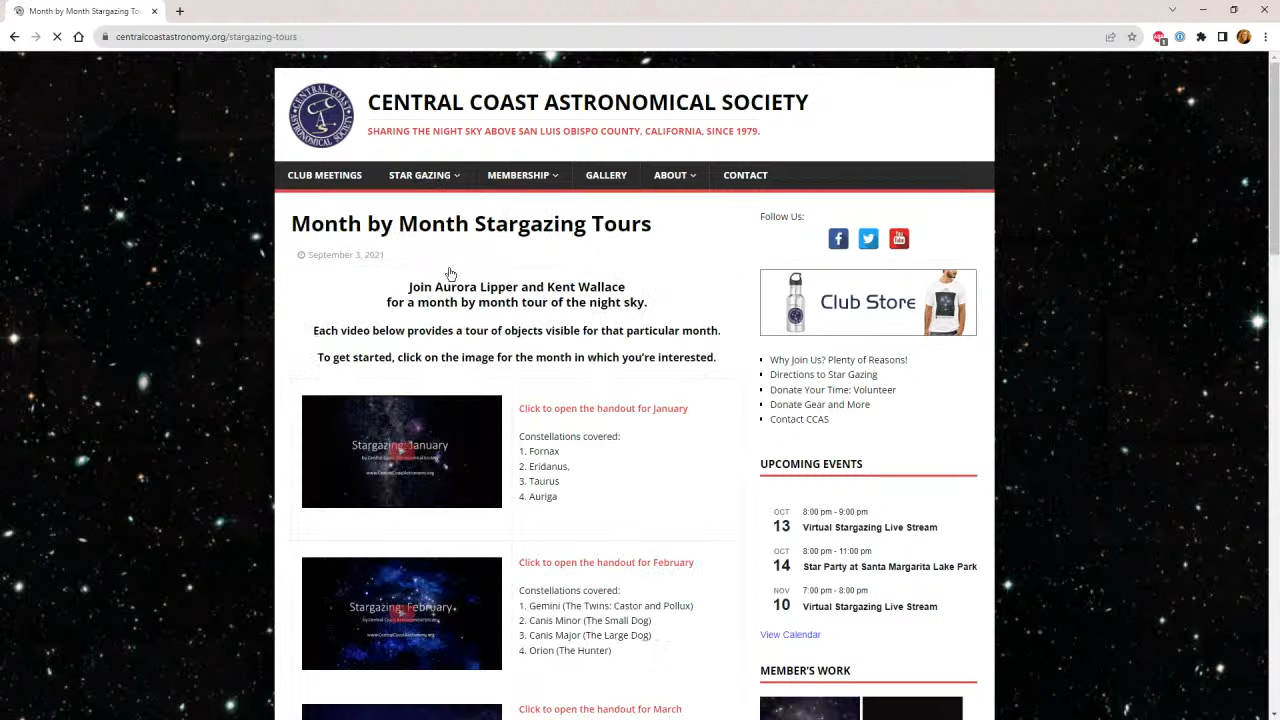 Month by Month Stargazing Tou
centralcoastastronomy.org/stargazing-tours
CENTRAL COAST ASTRONOMICAL SOCIETY
SHARING THE NIGHT SKY ABOVE SAN LUIS OBISPO COUNTY, CALIFORNIA, SINCE 1979.
CENTRAL COAST
ASTRONOMICAL SOCIETY
CLUB MEETINGS
STAR GAZING
MEMBERSHIP
GALLERY
ABOUT
CONTACT
Month by Month Stargazing Tours
September 3, 2021
Join Aurora Lipper and Kent Wallace
for a month by month tour of the night sky.
Each video below provides a tour of objects visible for that particular month.
To get started, click on the image for the month in which you’re interested.
Stargazing: January
www.CentralCoastAstronomy.org
Click to open the handout for January
Constellations covered:
1. Fornax
2. Eridanus,
3. Taurus
4. Auriga
Stargazing: February
www.CentralCoastAstronomy.org
Click to open the handout for February
Constellations covered:
1. Gemini (The Twins: Castor and Pollux)
2. Canis Minor (The Small Dog)
3. Canis Major (The Large Dog)
4. Orion (The Hunter)
Click to open the handout for March
Follow Us:
You
Club Store
Why Join Us? Plenty of Reasons!
Directions to Star Gazing
Donate Your Time: Volunteer
Donate Gear and More
Contact CCAS
UPCOMING EVENTS
OCT
13
8:00 pm - 9:00 pm
Virtual Stargazing Live Stream
OCT
14
8:00 pm - 11:00 pm
Star Party at Santa Margarita Lake Park
NOV
10
7:00 pm - 8:00 pm
Virtual Stargazing Live Stream
View Calendar
MEMBER’S WORK